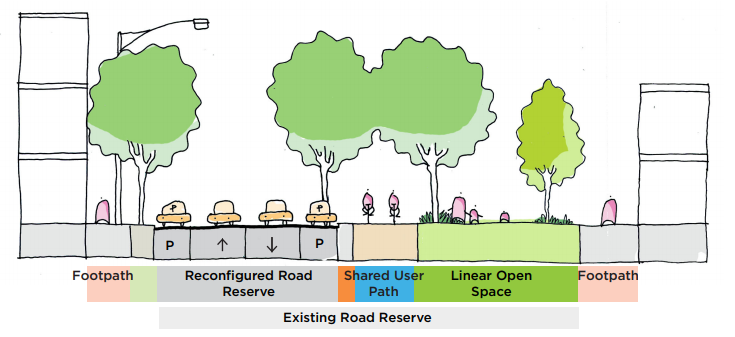 P P
P ↑ ↓ P
Footpath Reconfigured Road Shared User Linear Open Footpath
Reserve Path Space
Existing Road Reserve